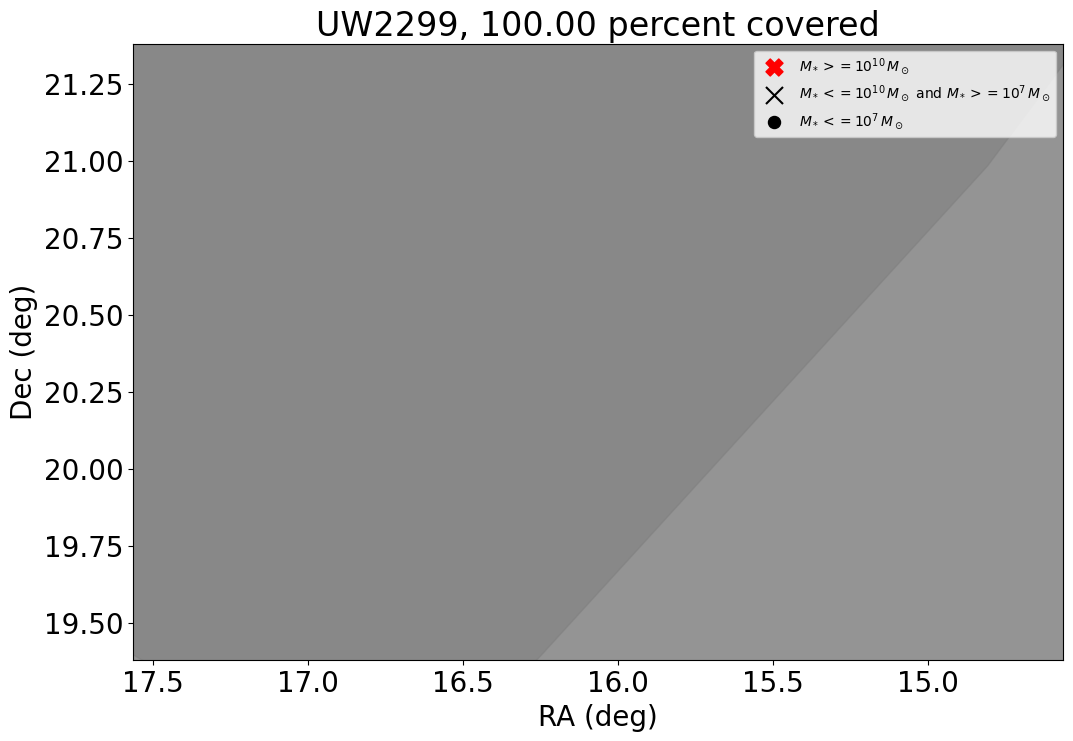 UW2299, 100.00 percent covered
M* >= 10^10 M⊙
M* <= 10^10 M⊙ and M* >= 10^7 M⊙
M* <= 10^7 M⊙
21.25
21.00
20.75
20.50
20.25
20.00
19.75
19.50
Dec (deg)
17.5 17.0 16.5 16.0 15.5 15.0
RA (deg)